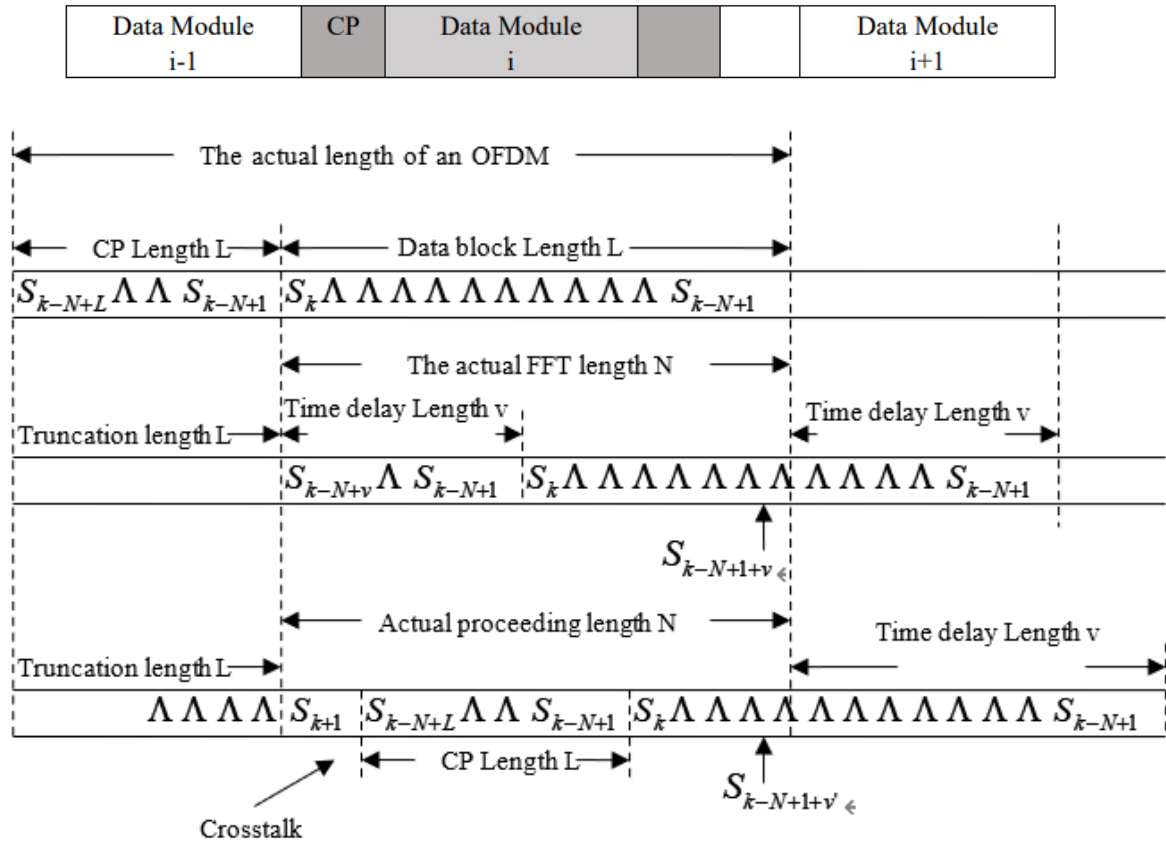 Data Module CP Data Module Data Module
i-1 i i+1
The actual length of an OFDM
CP Length L Data block Length L
S_{k-N+L} Λ Λ S_{k-N+1} S_k Λ Λ Λ Λ Λ Λ Λ Λ Λ Λ S_{k-N+1}
The actual FFT length N
Time delay Length v Time delay Length v
Truncation length L
S_{k-N+v} Λ S_{k-N+1} S_k Λ Λ Λ Λ Λ Λ Λ Λ Λ Λ Λ S_{k-N+1}
S_{k-N+1+v}
Actual proceeding length N
Time delay Length v
Truncation length L
Λ Λ Λ Λ S_{k+1} S_{k-N+L} Λ Λ S_{k-N+1} S_k Λ Λ Λ Λ Λ Λ Λ Λ Λ Λ Λ S_{k-N+1}
CP Length L
S_{k-N+1+v'}
Crosstalk